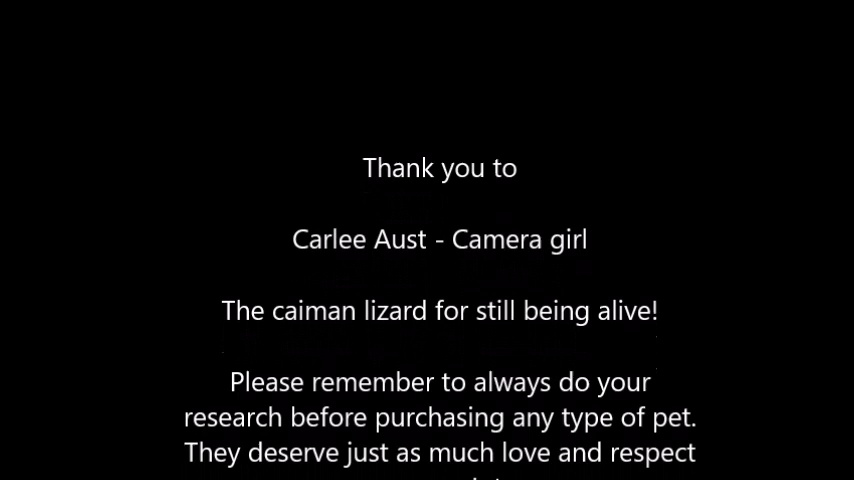 Thank you to
Carlee Aust - Camera girl
The caiman lizard for still being alive!
Please remember to always do your
research before purchasing any type of pet.
They deserve just as much love and respect